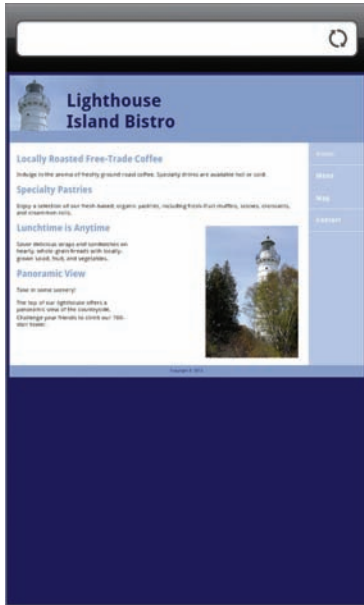 Lighthouse
Island Bistro
Locally Roasted Free-Trade Coffee
Indulge in the aroma of freshly ground roast coffee. Specialty drinks are available hot or cold.
Specialty Pastries
Enjoy a selection of our fresh-baked, organic pastries, including fresh-fruit muffins, scones, croissants,
and cinnamon rolls.
Lunchtime is Anytime
Savor delicious wraps and sandwiches on
hearty, whole-grain breads with locally-
grown salad, fruit, and vegetables.
Panoramic View
Take in some scenery!
The top of our lighthouse offers a
panoramic view of the countryside.
Challenge your friends to climb our 100-
stair tower.
Home
Menu
Map
Contact
Copyright ©